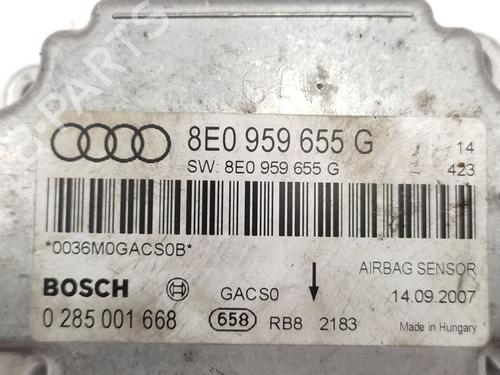 8E0 959 655 G 14
SW: 8E0 959 655 G 423
*0036M0GACS0B*
AIRBAG SENSOR
BOSCH GACS0 14.09.2007
0 285 001 668 658 RB8 2183 Made in Hungary